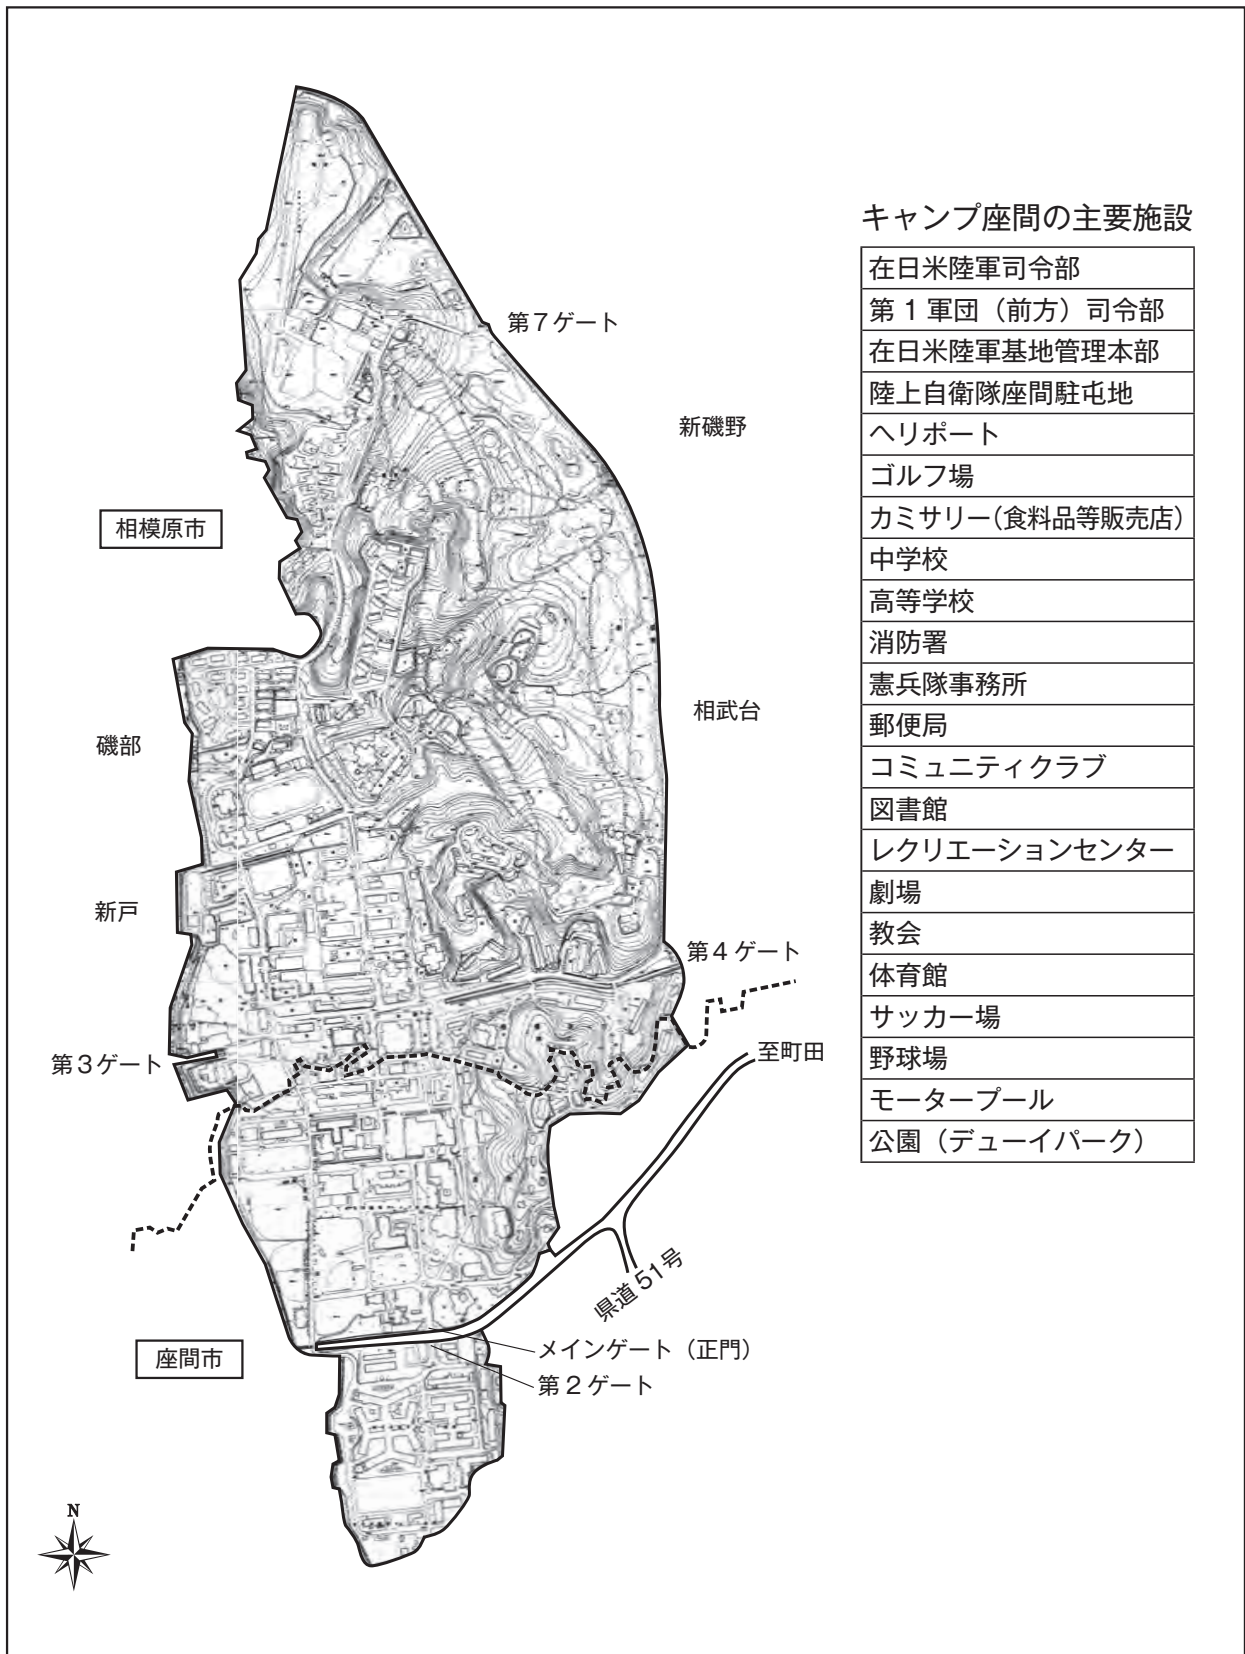 キャンプ座間の主要施設
在日米陸軍司令部
第1軍団（前方）司令部
在日米陸軍基地管理本部
陸上自衛隊座間駐屯地
ヘリポート
ゴルフ場
カミサリー（食料品等販売店）
中学校
高等学校
消防署
憲兵隊事務所
郵便局
コミュニティクラブ
図書館
レクリエーションセンター
劇場
教会
体育館
サッカー場
野球場
モータープール
公園（デューイパーク）
第7ゲート
新磯野
相模原市
相武台
磯部
新戸
第4ゲート
第3ゲート
至町田
県道51号
メインゲート（正門）
座間市
第2ゲート
N